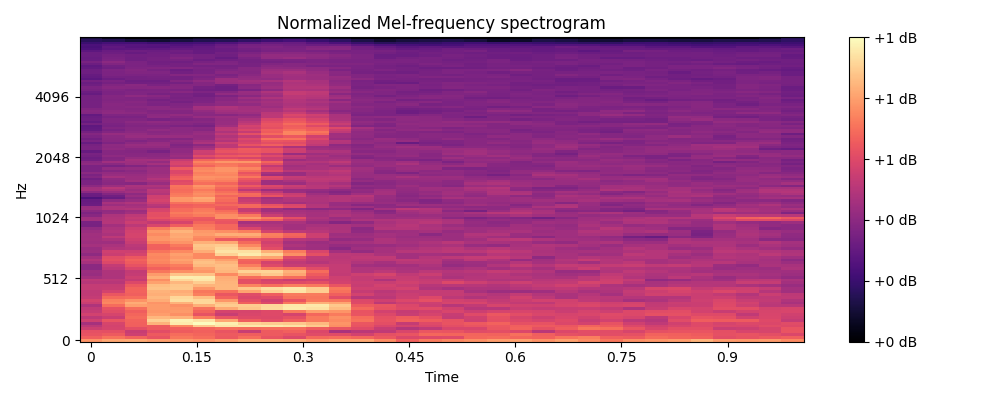 Normalized Mel-frequency spectrogram
Hz
4096
2048
1024
512
0
0 0.15 0.3 0.45 0.6 0.75 0.9
Time
+1 dB
+1 dB
+1 dB
+0 dB
+0 dB
+0 dB